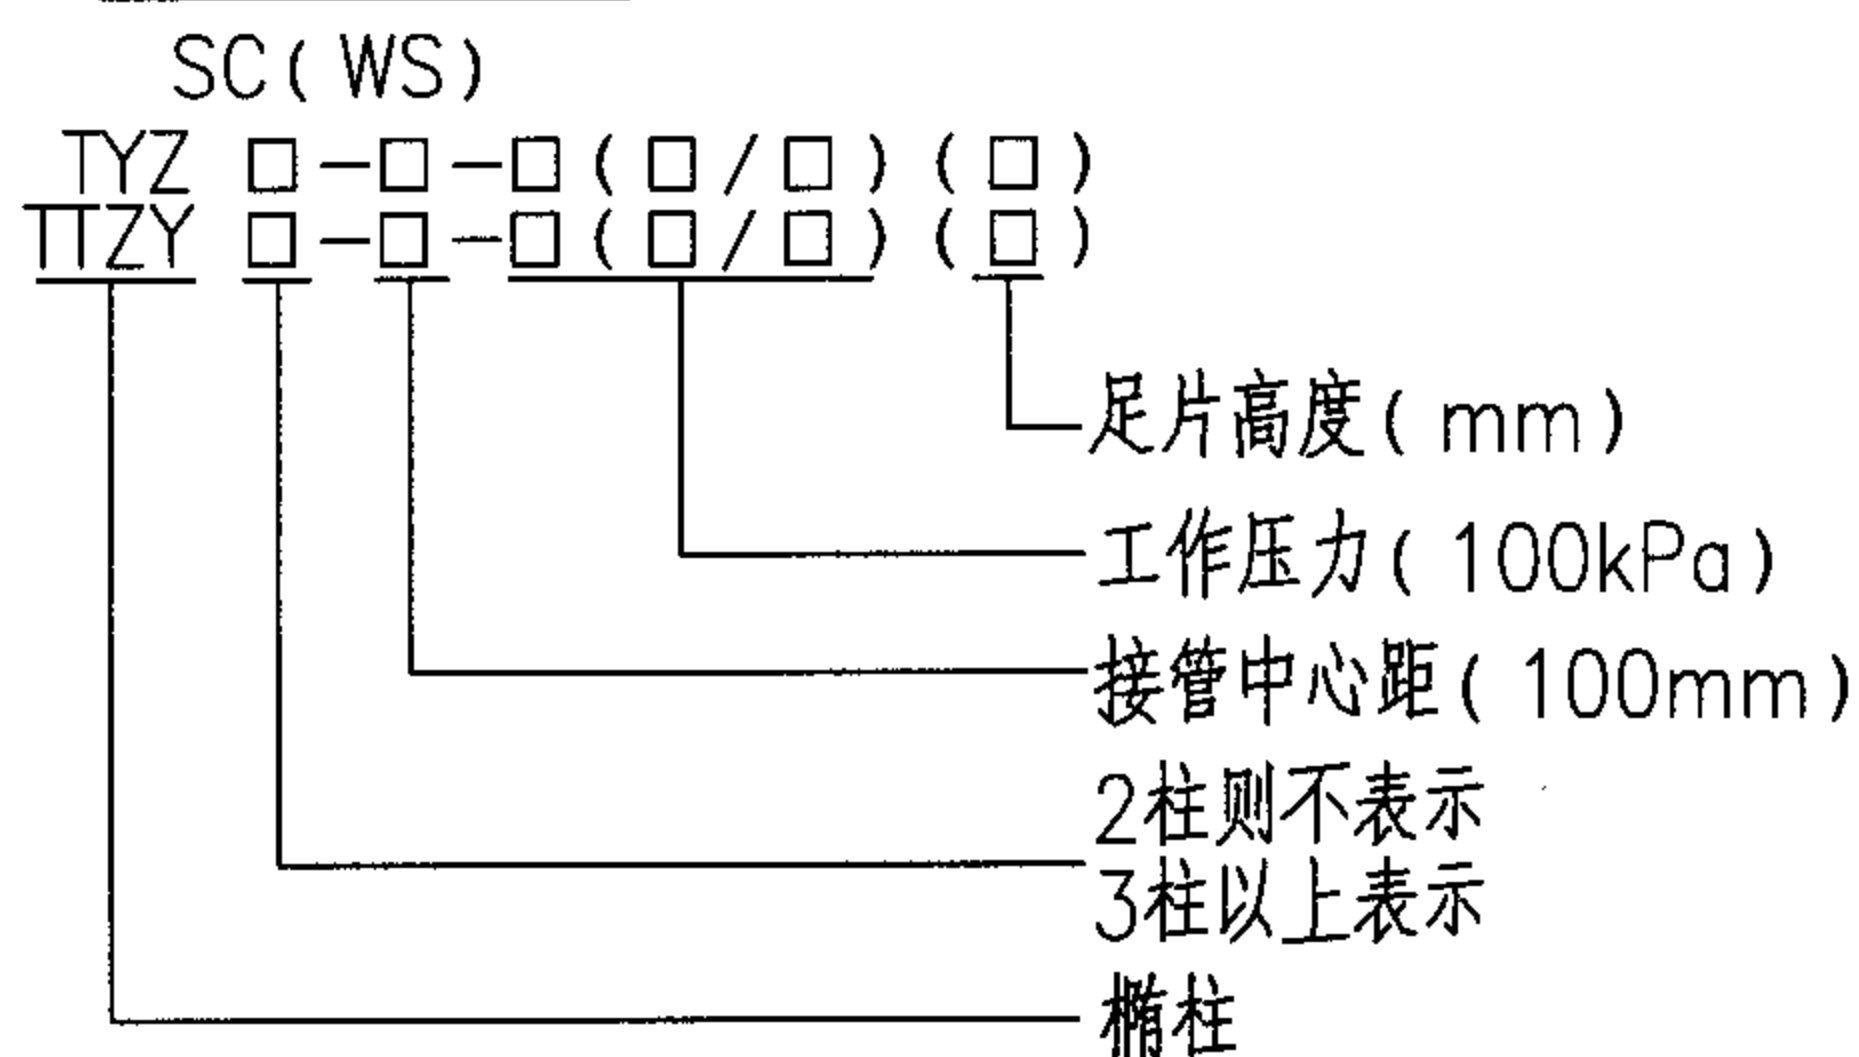 SC(WS)
TYZ □-□-□(□/□)(□)
TTZY □-□-□(□/□)(□)
足片高度(mm)
工作压力(100kPa)
接管中心距(100mm)
2柱则不表示
3柱以上表示
椭柱